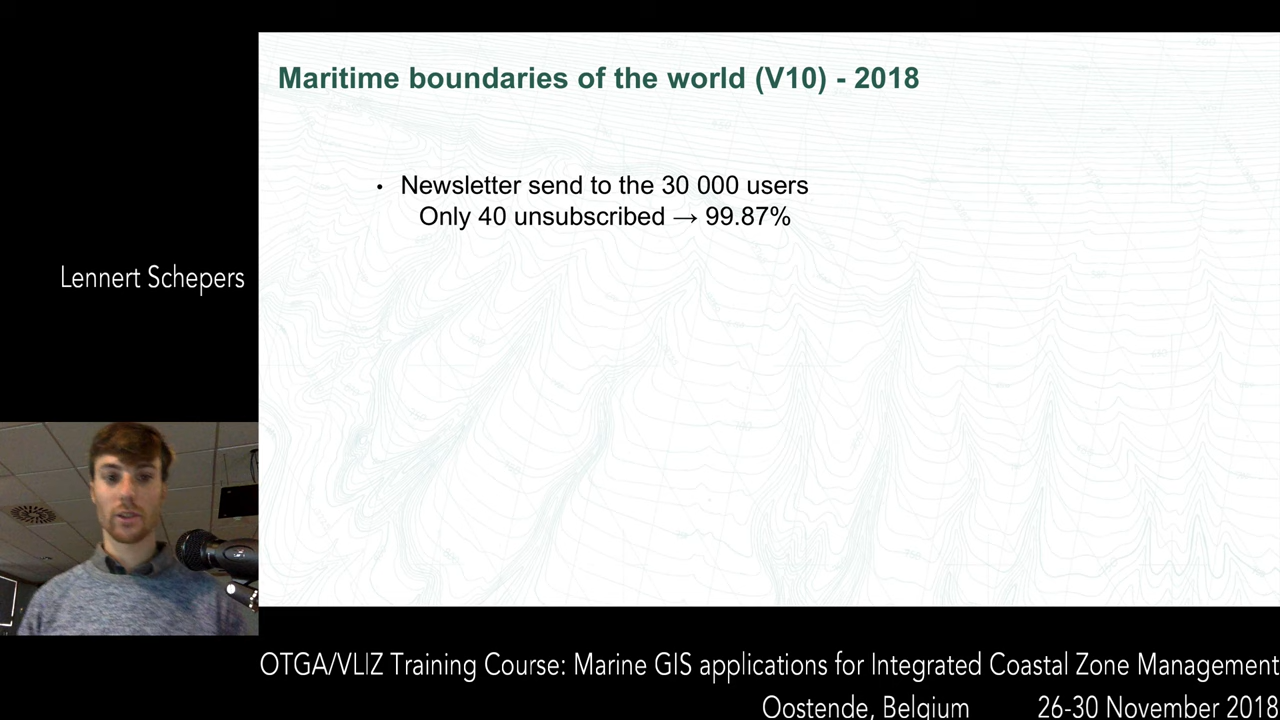 Maritime boundaries of the world (V10) - 2018
• Newsletter send to the 30 000 users
Only 40 unsubscribed → 99.87%
Lennert Schepers
OTGA/VLIZ Training Course: Marine GIS applications for Integrated Coastal Zone Management
Oostende, Belgium 26-30 November 2018